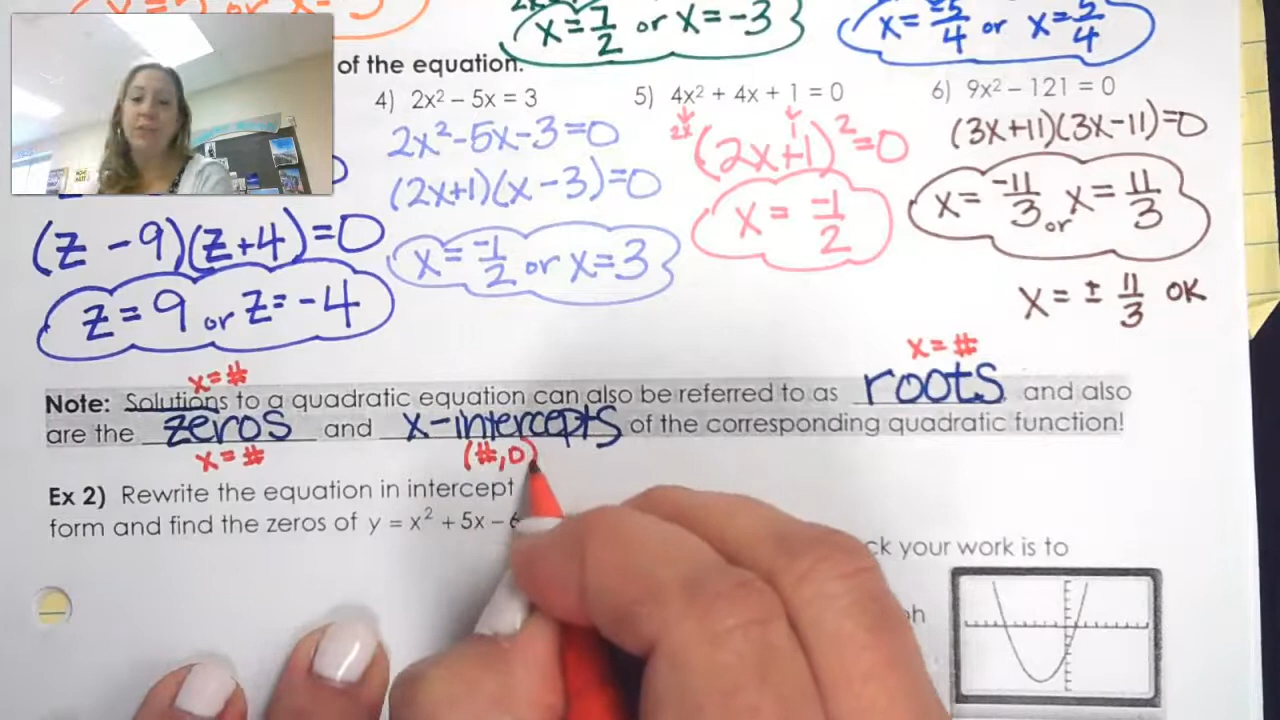 x = 1/2 or x = -3
x = -5/4 or x = 5/4
of the equation.
4) 2x² – 5x = 3
2x²-5x-3=0
(2x+1)(x-3)=0
x = -1/2 or x=3
5) 4x² + 4x + 1 = 0
2x 1
(2x+1)²=0
x = -1/2
6) 9x² – 121 = 0
(3x+11)(3x-11)=0
x = -11/3 or x = 11/3
x = ± 11/3 OK
(z - 9)(z+4)=0
z = 9 or z = -4
x = # x = #
Note: Solutions to a quadratic equation can also be referred to as roots and also
are the zeros and x-intercepts of the corresponding quadratic function!
x = # (#,0)
Ex 2) Rewrite the equation in intercept
form and find the zeros of y = x² + 5x – 6
your work is to